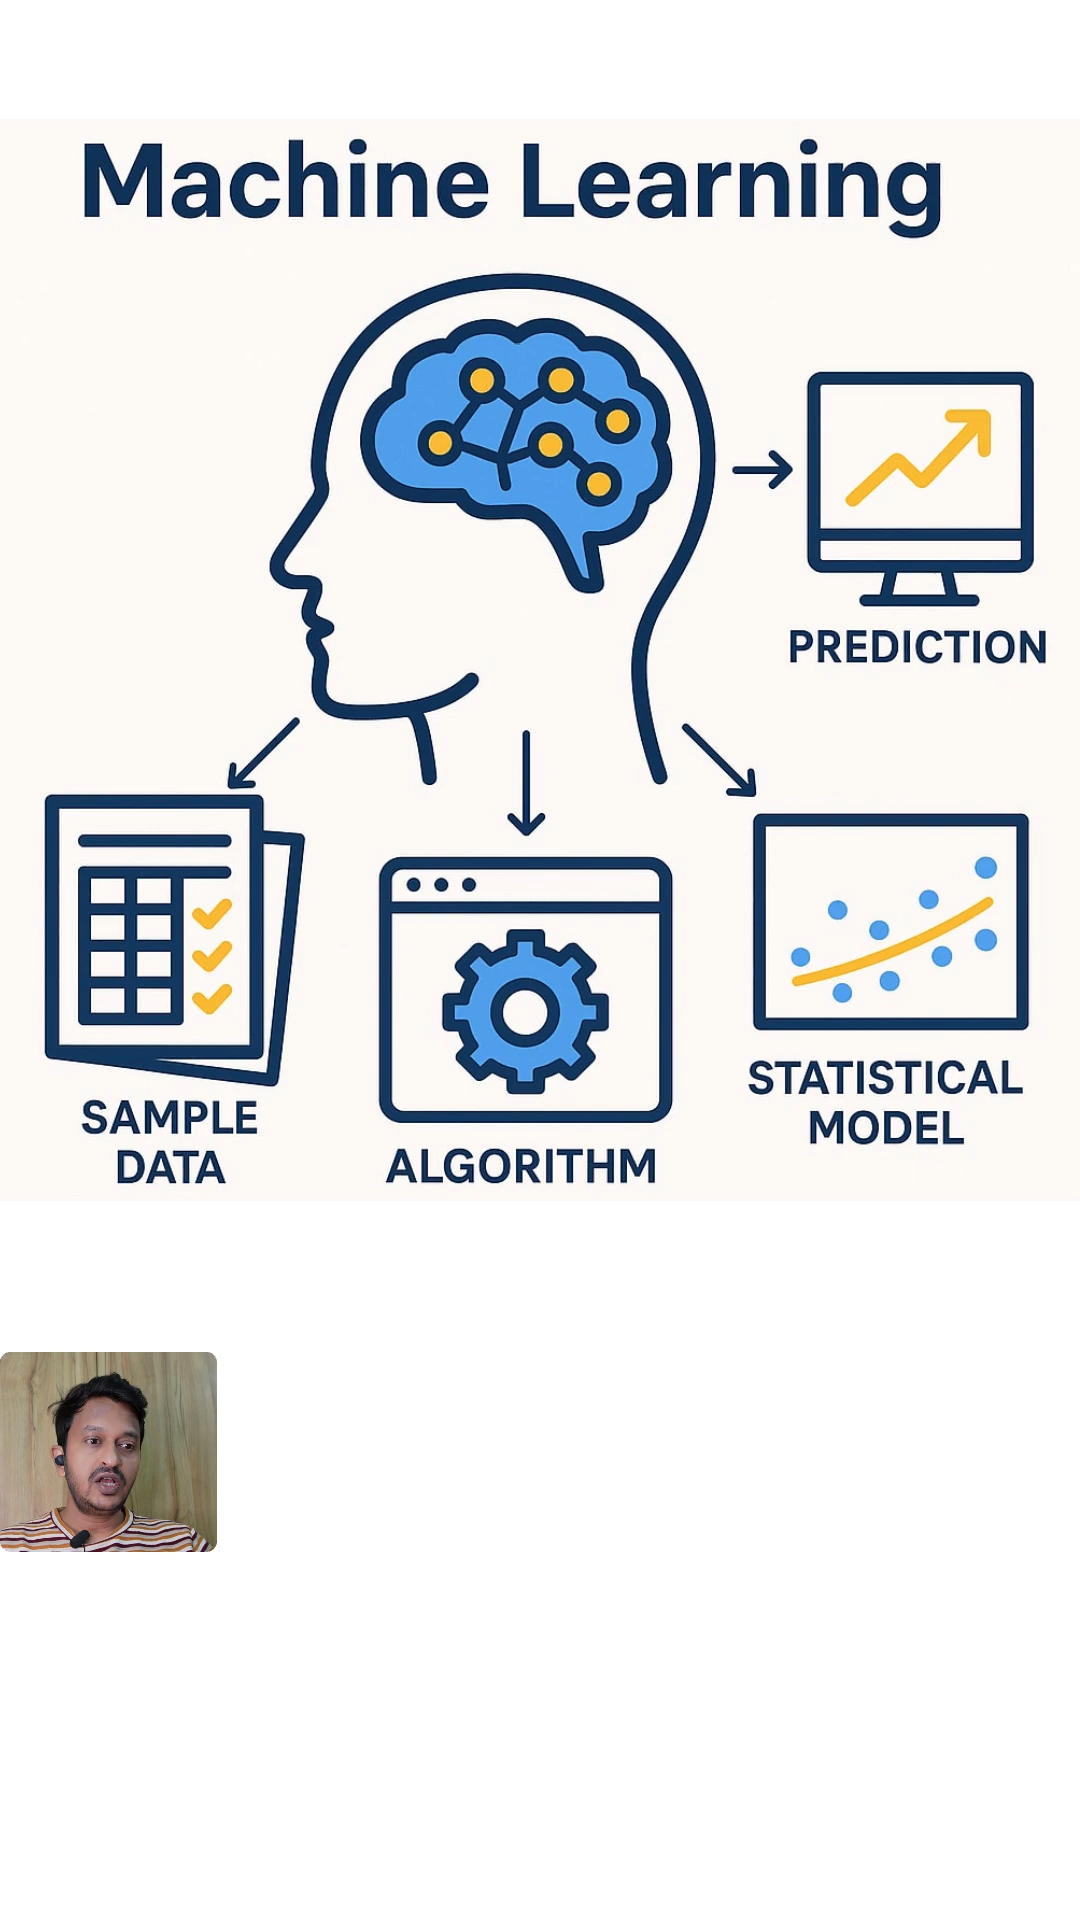 Machine Learning
PREDICTION
SAMPLE
DATA
ALGORITHM
STATISTICAL
MODEL